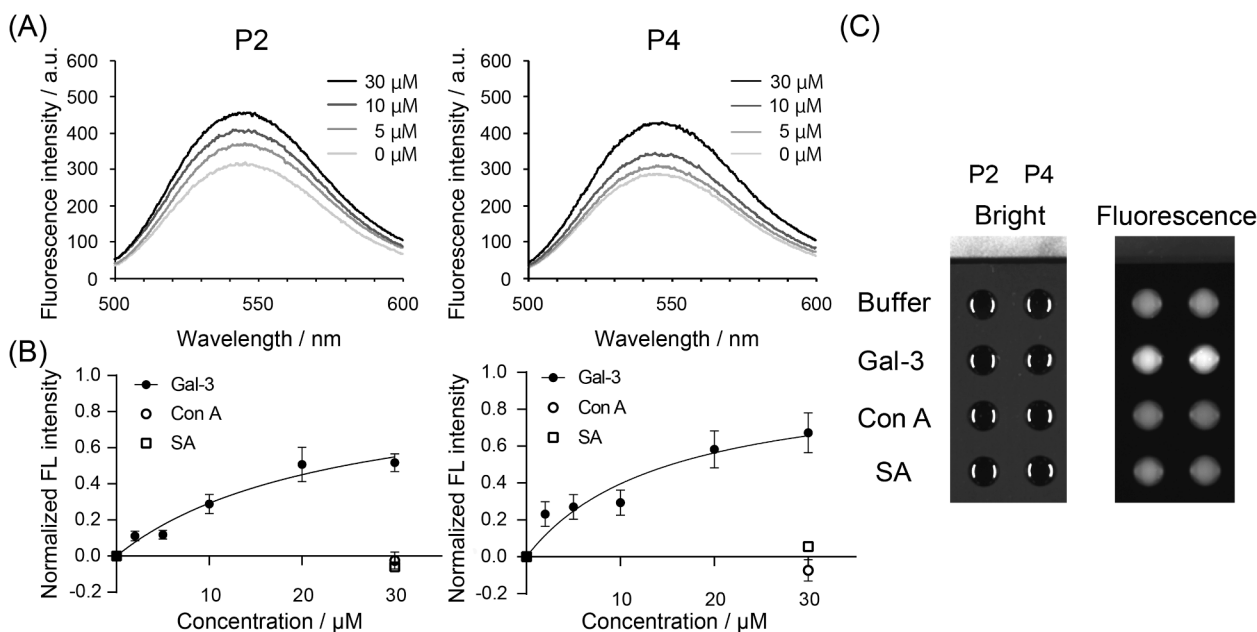 (A)
P2
Fluorescence intensity / a.u.
600
500
400
300
200
100
0
30 μM
10 μM
5 μM
0 μM
500
550
600
Wavelength / nm
P4
Fluorescence intensity / a.u.
600
500
400
300
200
100
0
30 μM
10 μM
5 μM
0 μM
500
550
600
Wavelength / nm
(B)
Normalized FL intensity
1.0
0.8
0.6
0.4
0.2
0.0
-0.2
Gal-3
Con A
SA
10
20
30
Concentration / μM
Normalized FL intensity
1.0
0.8
0.6
0.4
0.2
0.0
-0.2
Gal-3
Con A
SA
10
20
30
Concentration / μM
(C)
P2 P4
Bright
Fluorescence
Buffer
Gal-3
Con A
SA